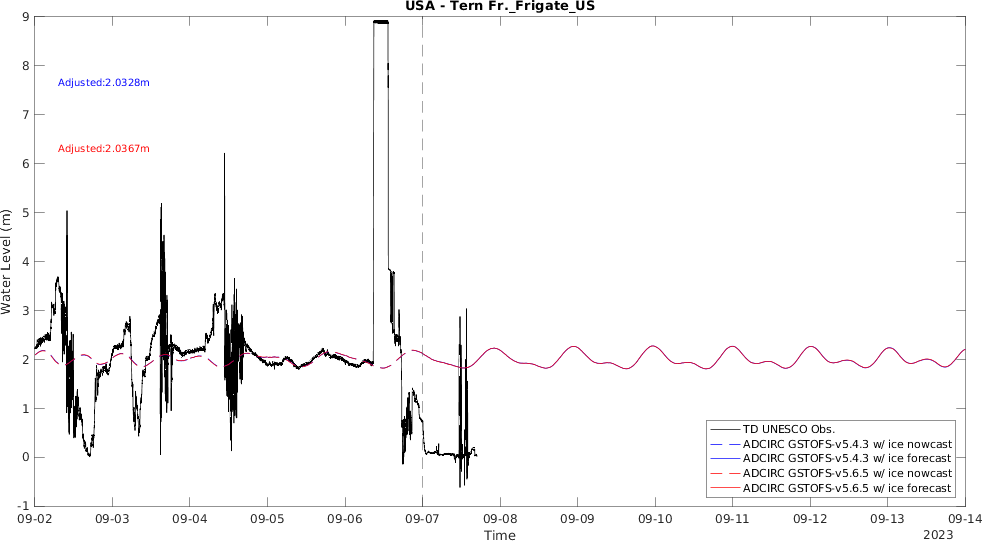 USA - Tern Fr._Frigate_US
9
8
7
6
5
4
3
2
1
0
-1
Water Level (m)
Adjusted:2.0328m
Adjusted:2.0367m
TD UNESCO Obs.
ADCIRC GSTOFS-v5.4.3 w/ ice nowcast
ADCIRC GSTOFS-v5.4.3 w/ ice forecast
ADCIRC GSTOFS-v5.6.5 w/ ice nowcast
ADCIRC GSTOFS-v5.6.5 w/ ice forecast
09-02 09-03 09-04 09-05 09-06 09-07 09-08 09-09 09-10 09-11 09-12 09-13 09-14
Time
2023